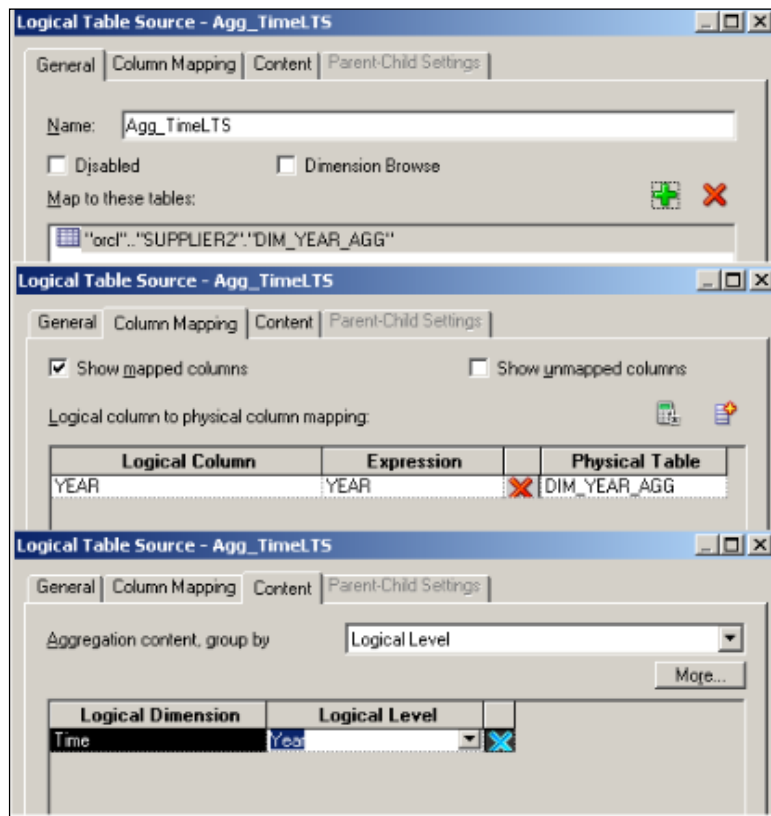 Logical Table Source - Agg_TimeLTS
General Column Mapping Content Parent-Child Settings
Name: Agg_TimeLTS
Disabled Dimension Browse
Map to these tables:
"orcl".."SUPPLIER2"."DIM_YEAR_AGG"
Logical Table Source - Agg_TimeLTS
General Column Mapping Content Parent-Child Settings
Show mapped columns Show unmapped columns
Logical column to physical column mapping:
Logical Column Expression Physical Table
YEAR YEAR DIM_YEAR_AGG
Logical Table Source - Agg_TimeLTS
General Column Mapping Content Parent-Child Settings
Aggregation content, group by Logical Level
More...
Logical Dimension Logical Level
Time Year